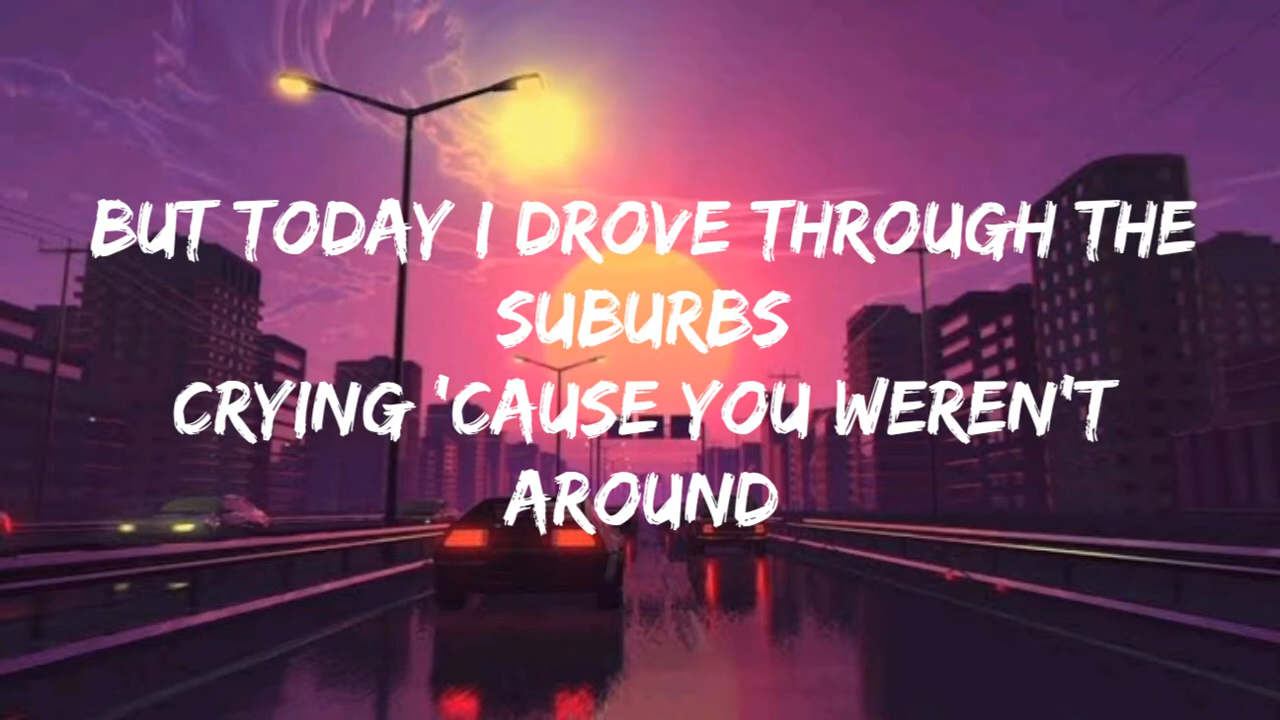 BUT TODAY I DROVE THROUGH THE
SUBURBS
CRYING 'CAUSE YOU WEREN'T
AROUND